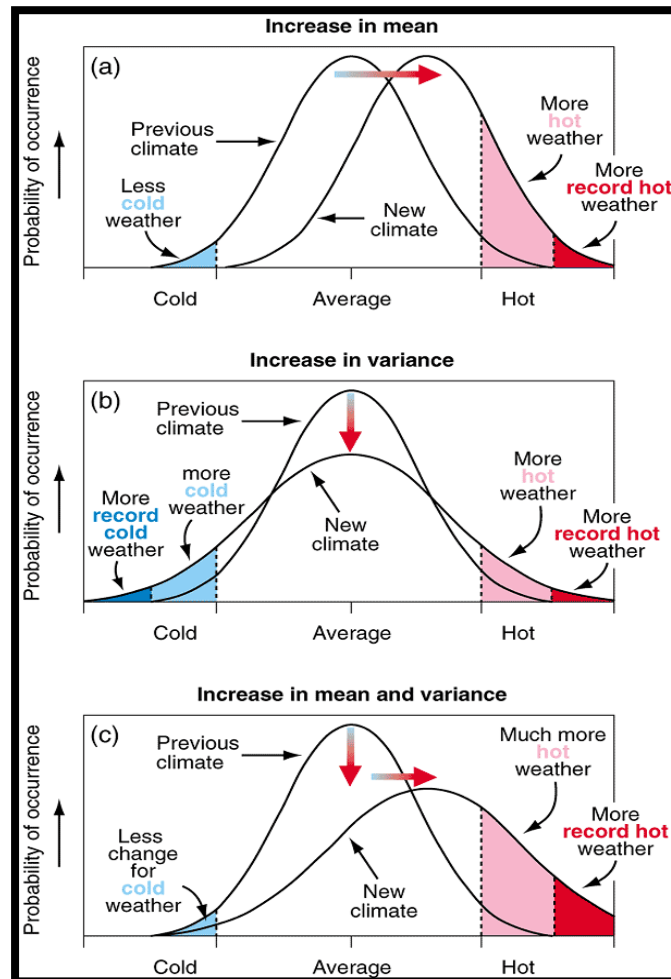 Increase in mean
(a)
Probability of occurrence
Previous
climate
Less
cold
weather
New
climate
More
hot
weather
More
record hot
weather
Cold
Average
Hot
Increase in variance
(b)
Probability of occurrence
Previous
climate
More
record
cold
weather
more
cold
weather
New
climate
More
hot
weather
More
record hot
weather
Cold
Average
Hot
Increase in mean and variance
(c)
Probability of occurrence
Previous
climate
Less
change
for
cold
weather
New
climate
Much more
hot
weather
More
record hot
weather
Cold
Average
Hot